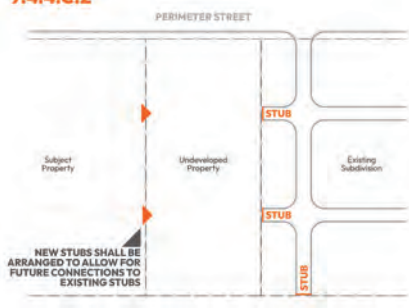 9.4.4.C.2
PERIMETER STREET
STUB
Subject
Property
Undeveloped
Property
Existing
Subdivision
STUB
NEW STUBS SHALL BE
ARRANGED TO ALLOW FOR
FUTURE CONNECTIONS TO
EXISTING STUBS
STUB